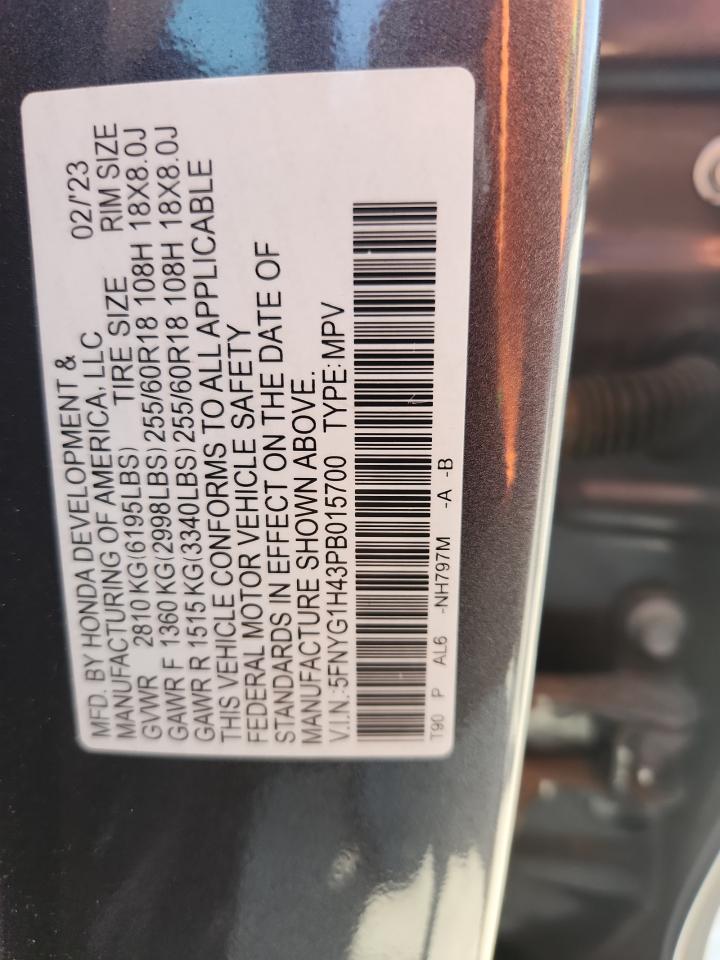 MFD. BY HONDA DEVELOPMENT &
MANUFACTURING OF AMERICA, LLC 02/'23
GVWR 2810 KG(6195LBS) TIRE SIZE RIM SIZE
GAWR F 1360 KG(2998LBS) 255/60R18 108H 18X8.0J
GAWR R 1515 KG(3340LBS) 255/60R18 108H 18X8.0J
THIS VEHICLE CONFORMS TO ALL APPLICABLE
FEDERAL MOTOR VEHICLE SAFETY
STANDARDS IN EFFECT ON THE DATE OF
MANUFACTURE SHOWN ABOVE.
V.I.N.:5FNYG1H43PB015700 TYPE:MPV
T90 P AL6 -NH797M -A -B